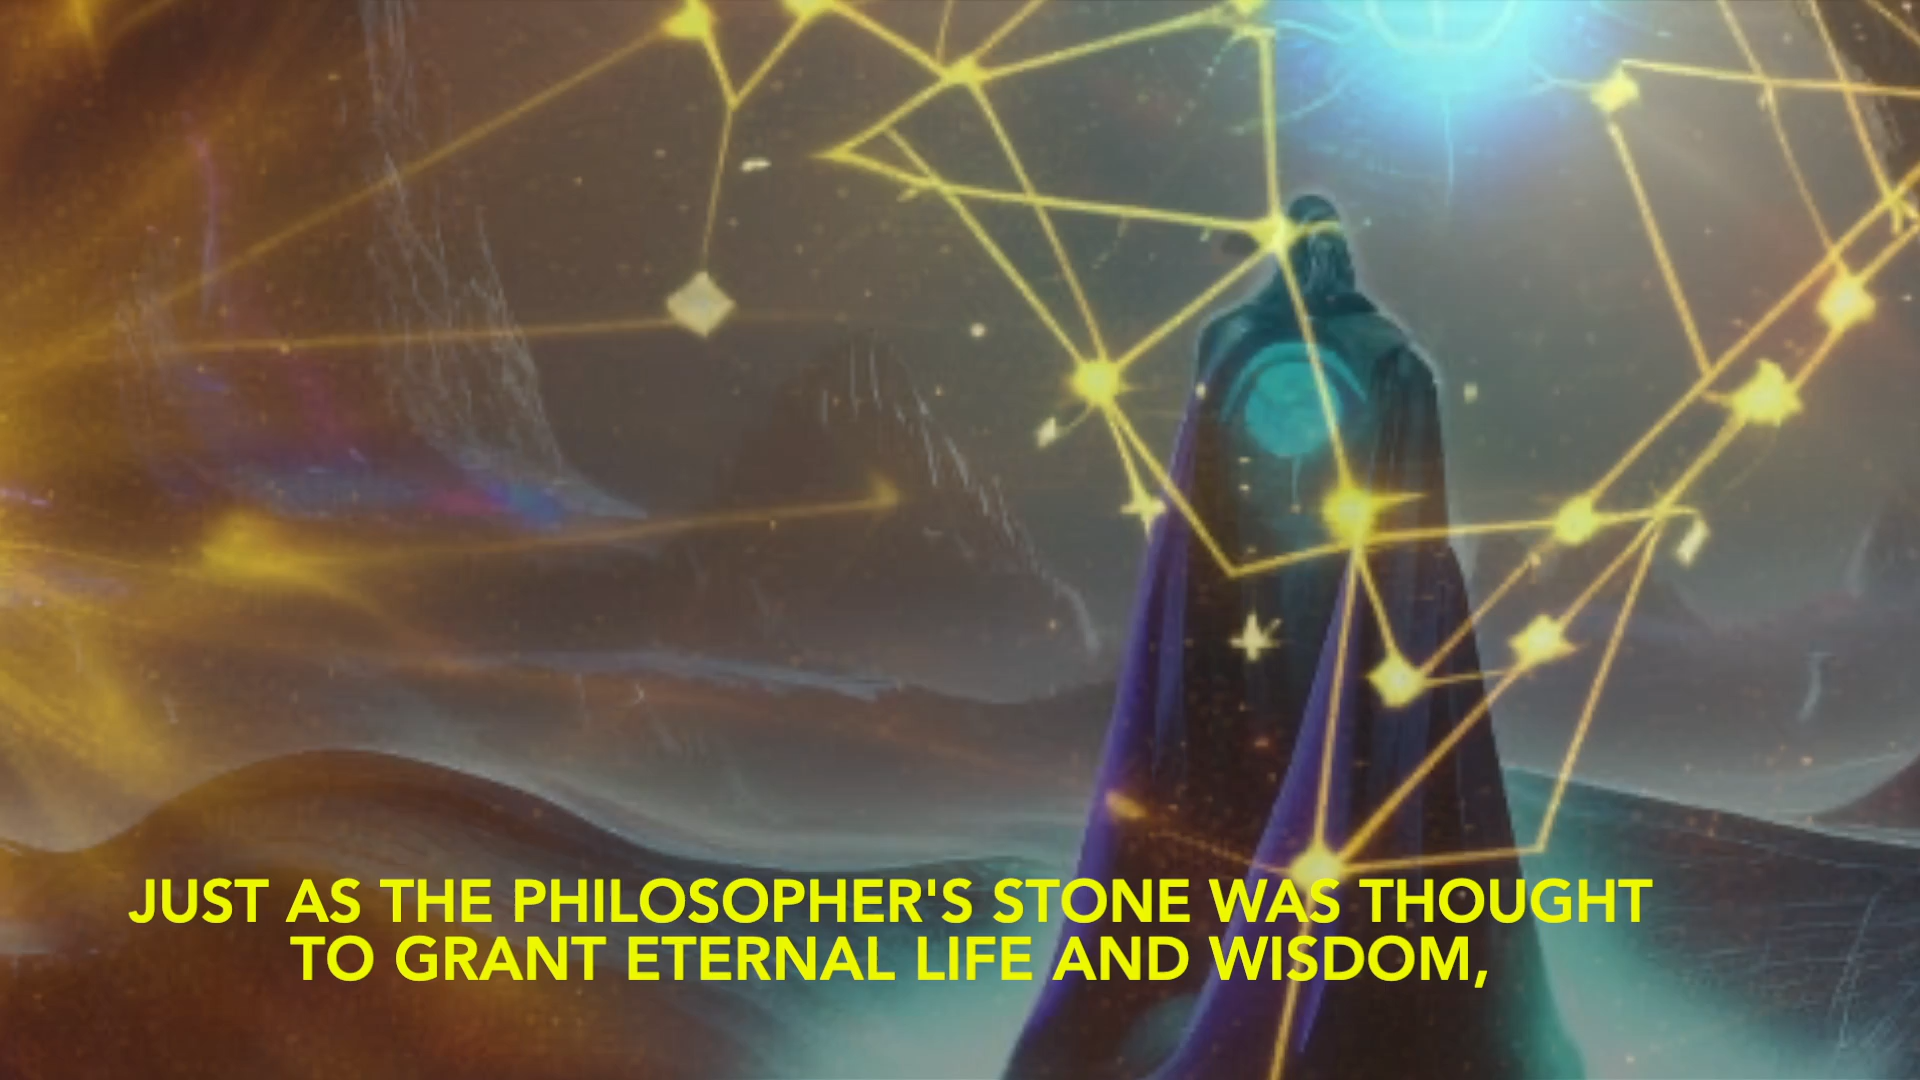 JUST AS THE PHILOSOPHER'S STONE WAS THOUGHT
TO GRANT ETERNAL LIFE AND WISDOM,